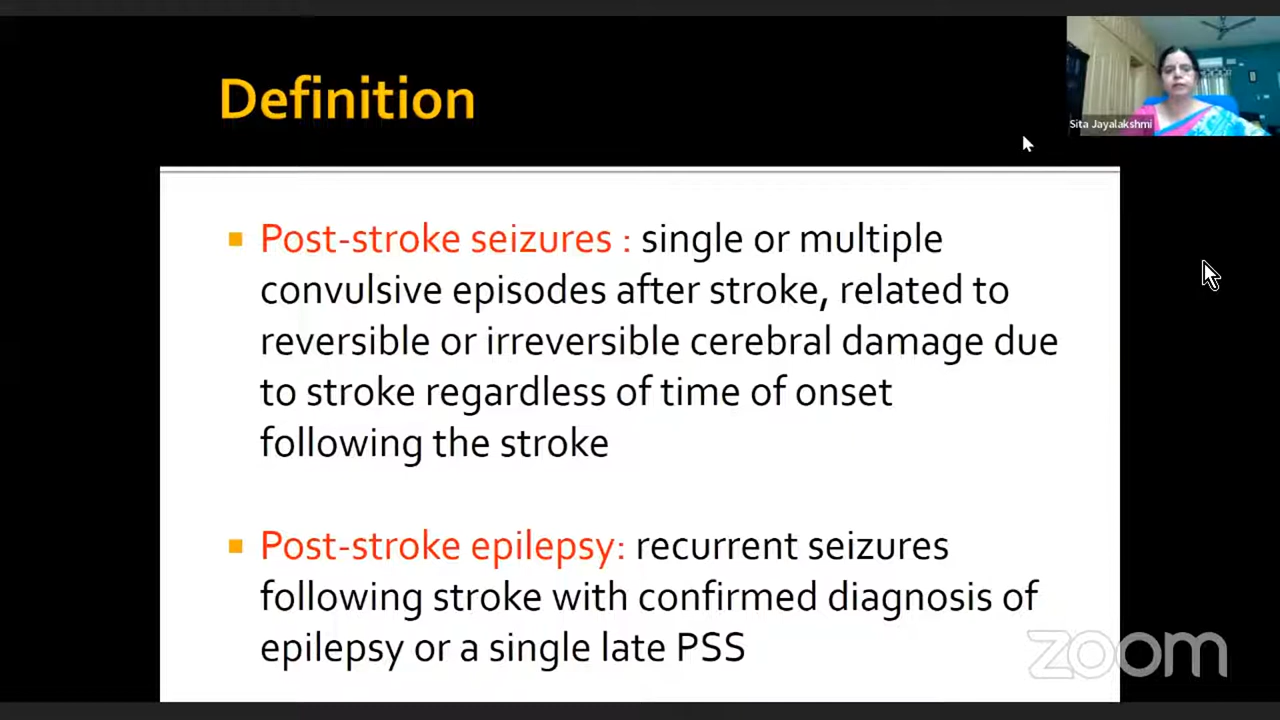 Definition
Sita Jayalakshmi
Post-stroke seizures : single or multiple
convulsive episodes after stroke, related to
reversible or irreversible cerebral damage due
to stroke regardless of time of onset
following the stroke
Post-stroke epilepsy: recurrent seizures
following stroke with confirmed diagnosis of
epilepsy or a single late PSS
zoom